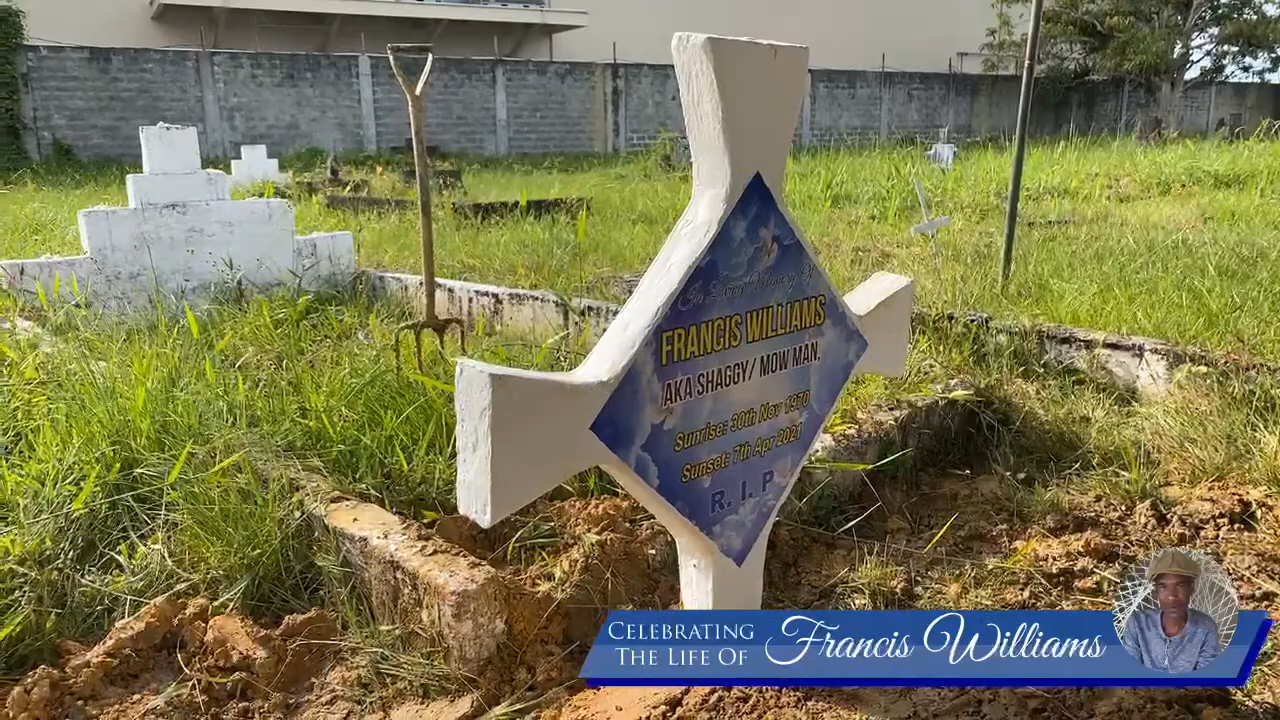 In Loving Memory Of
FRANCIS WILLIAMS
AKA SHAGGY/ MOW MAN,
Sunrise: 30th Nov 1970
Sunset: 7th Apr 2021
R. I. P
CELEBRATING
THE LIFE OF
Francis Williams